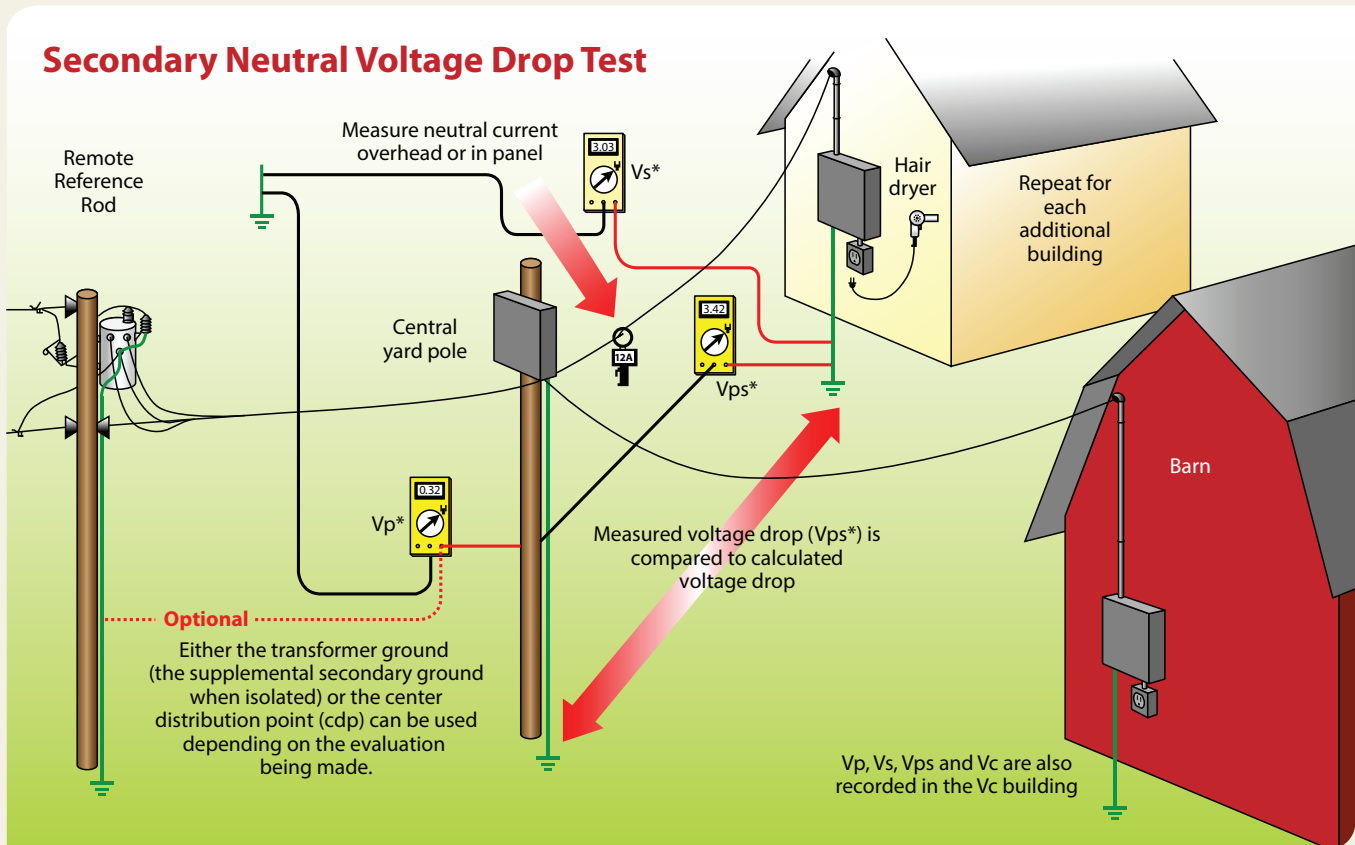 Secondary Neutral Voltage Drop Test
Measure neutral current
overhead or in panel
Remote
Reference
Rod
3.03
Vs*
Hair
dryer
Repeat for
each
additional
building
Central
yard pole
3.42
12A
Vps*
Barn
0.32
Vp*
Measured voltage drop (Vps*) is
compared to calculated
voltage drop
Optional
Either the transformer ground
(the supplemental secondary ground
when isolated) or the center
distribution point (cdp) can be used
depending on the evaluation
being made.
Vp, Vs, Vps and Vc are also
recorded in the Vc building